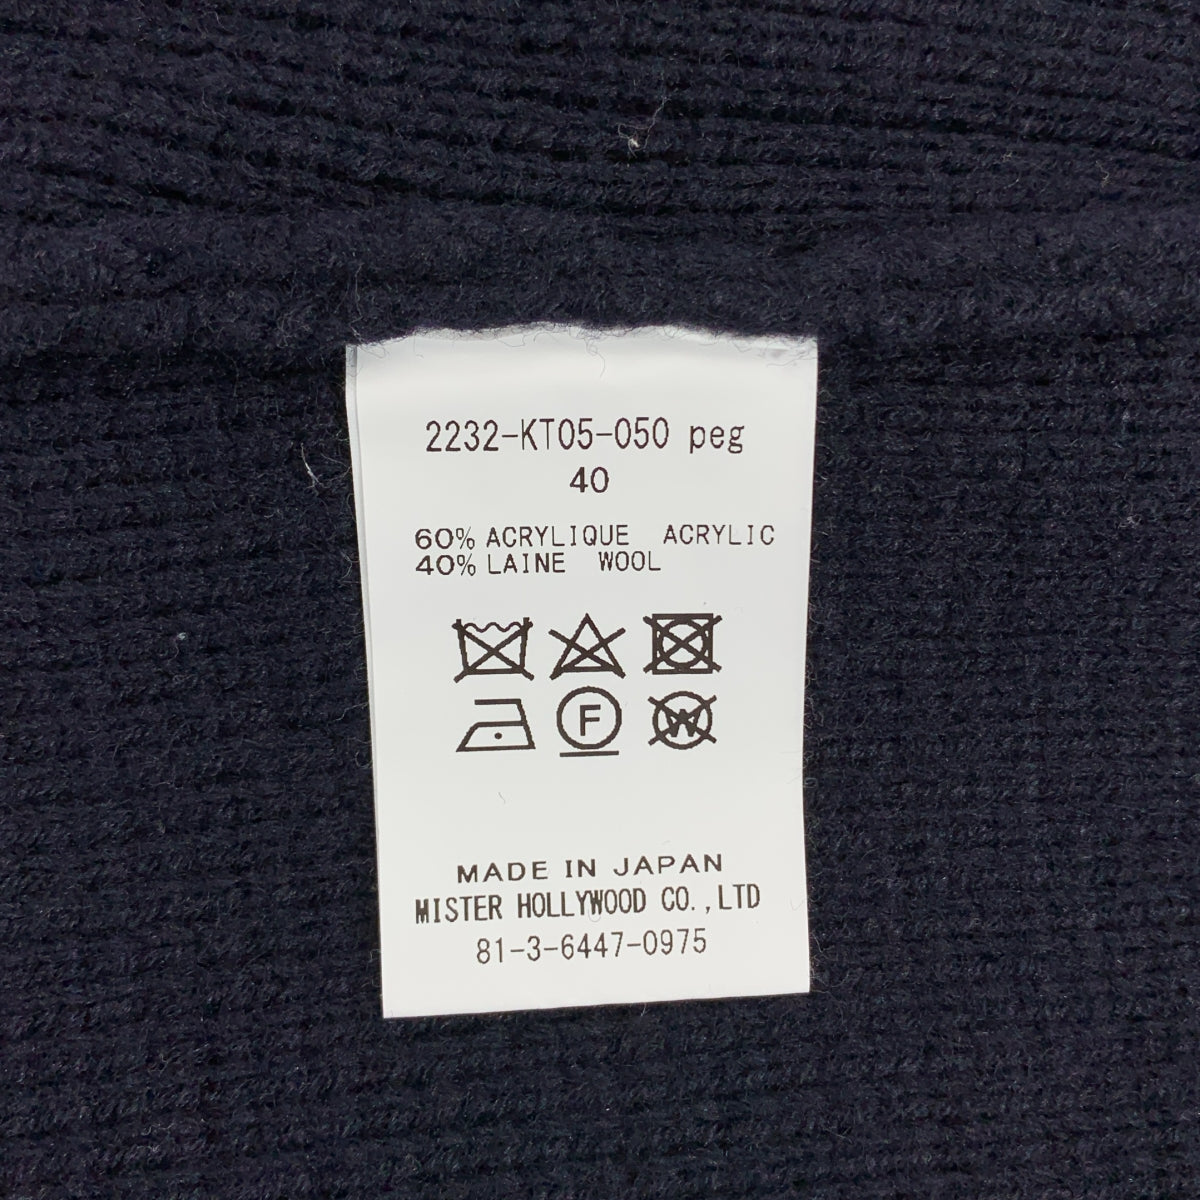 2232-KT05-050 peg
40
60% ACRYLIQUE ACRYLIC
40% LAINE WOOL
F
W
MADE IN JAPAN
MISTER HOLLYWOOD CO.,LTD
81-3-6447-0975